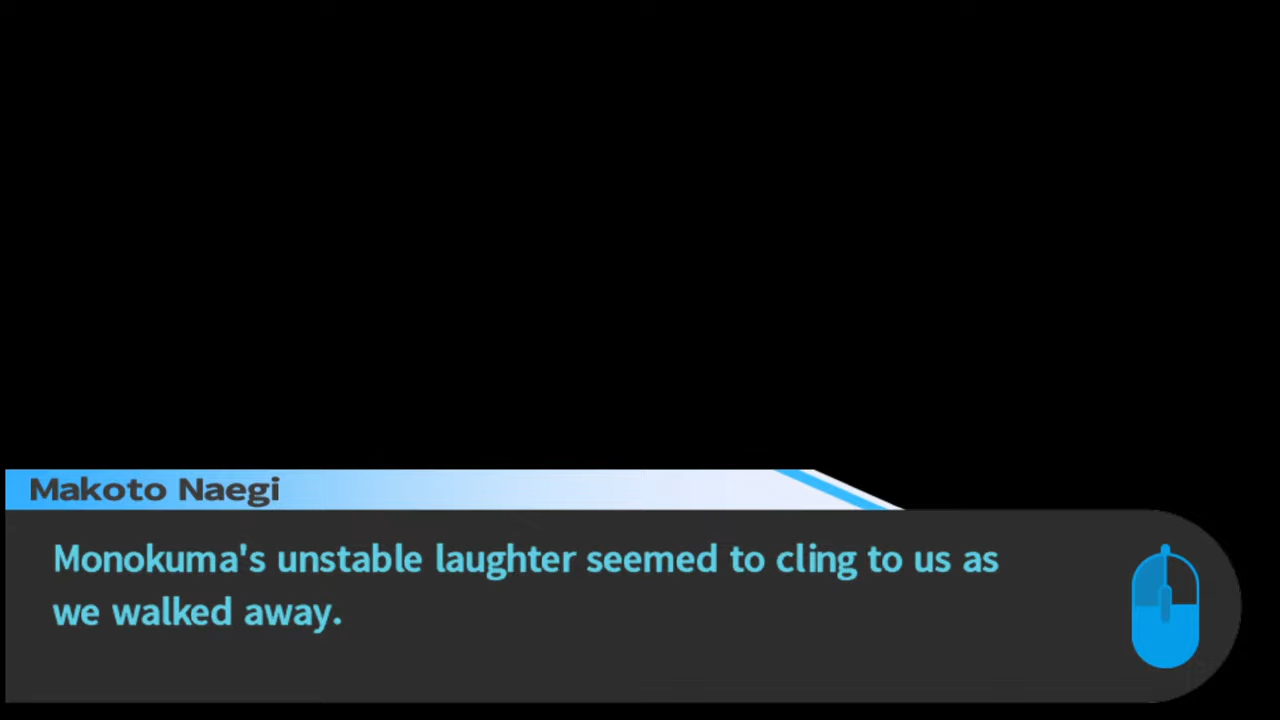 Makoto Naegi
Monokuma's unstable laughter seemed to cling to us as
we walked away.